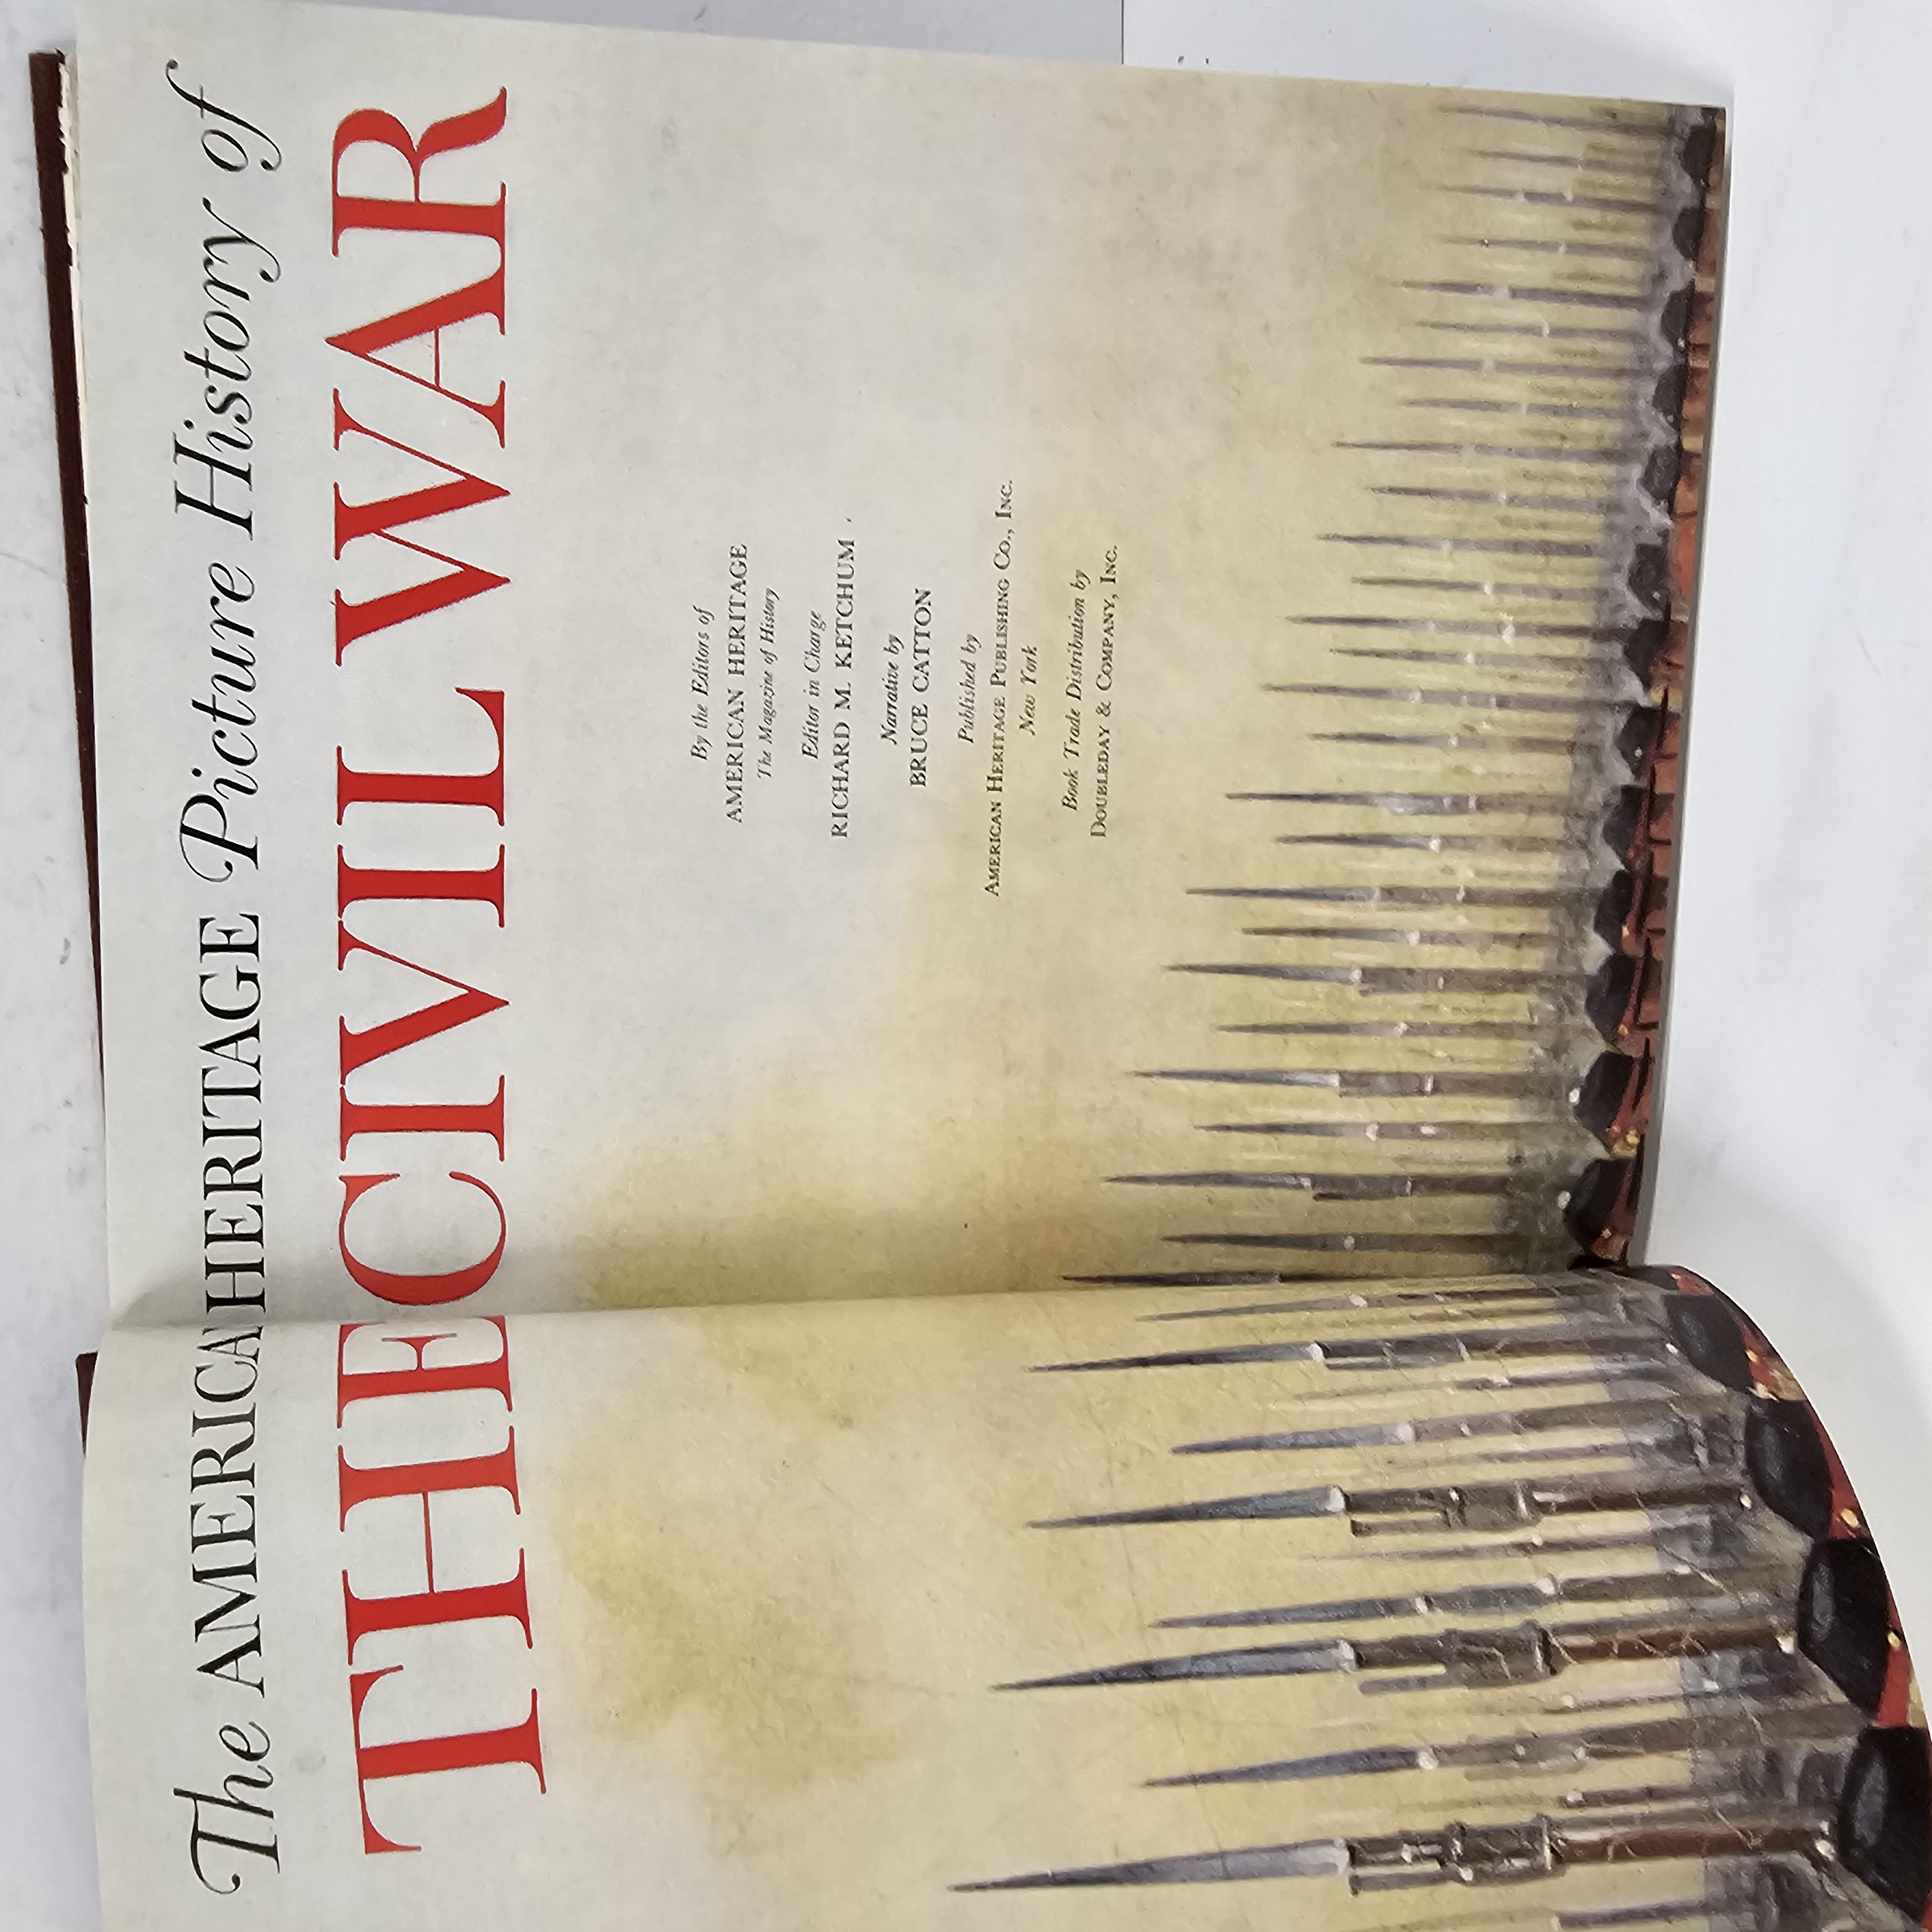 The AMERICA HERITAGE Picture History of
THE CIVIL WAR
By the Editors of
AMERICAN HERITAGE
The Magazine of History
Editor in Charge
RICHARD M. KETCHUM
Narrative by
BRUCE CATTON
Published by
AMERICAN HERITAGE PUBLISHING CO., INC.
New York
Book Trade Distribution by
DOUBLEDAY & COMPANY, INC.